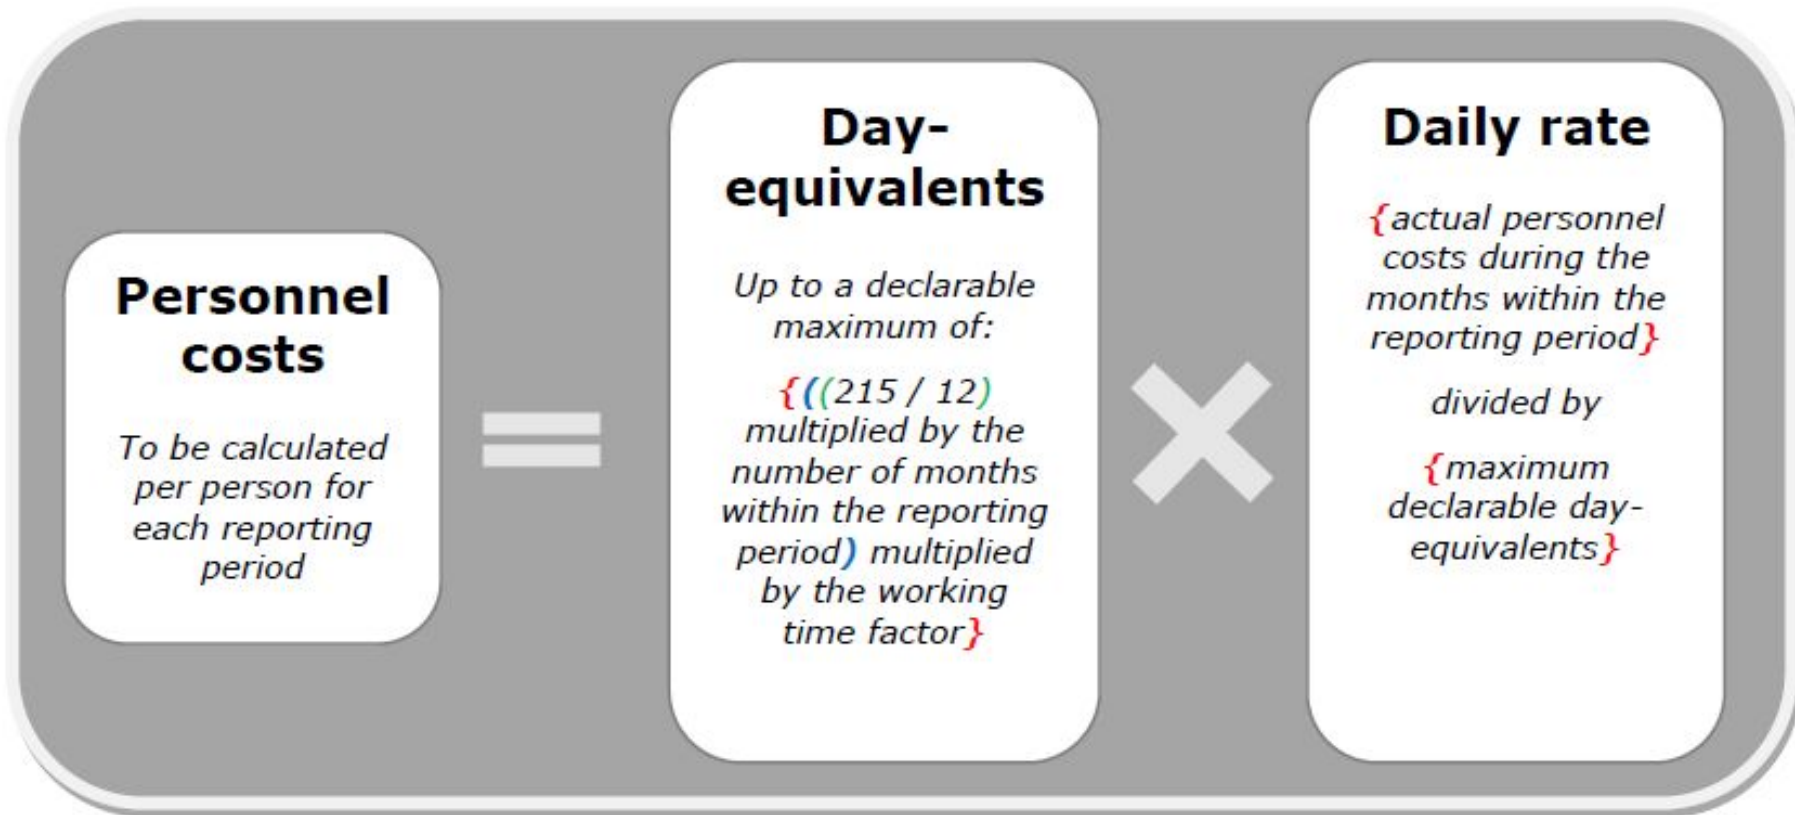 Personnel
costs
To be calculated
per person for
each reporting
period
=
Day-
equivalents
Up to a declarable
maximum of:
{((215 / 12)
multiplied by the
number of months
within the reporting
period) multiplied
by the working
time factor}
×
Daily rate
{actual personnel
costs during the
months within the
reporting period}
divided by
{maximum
declarable day-
equivalents}